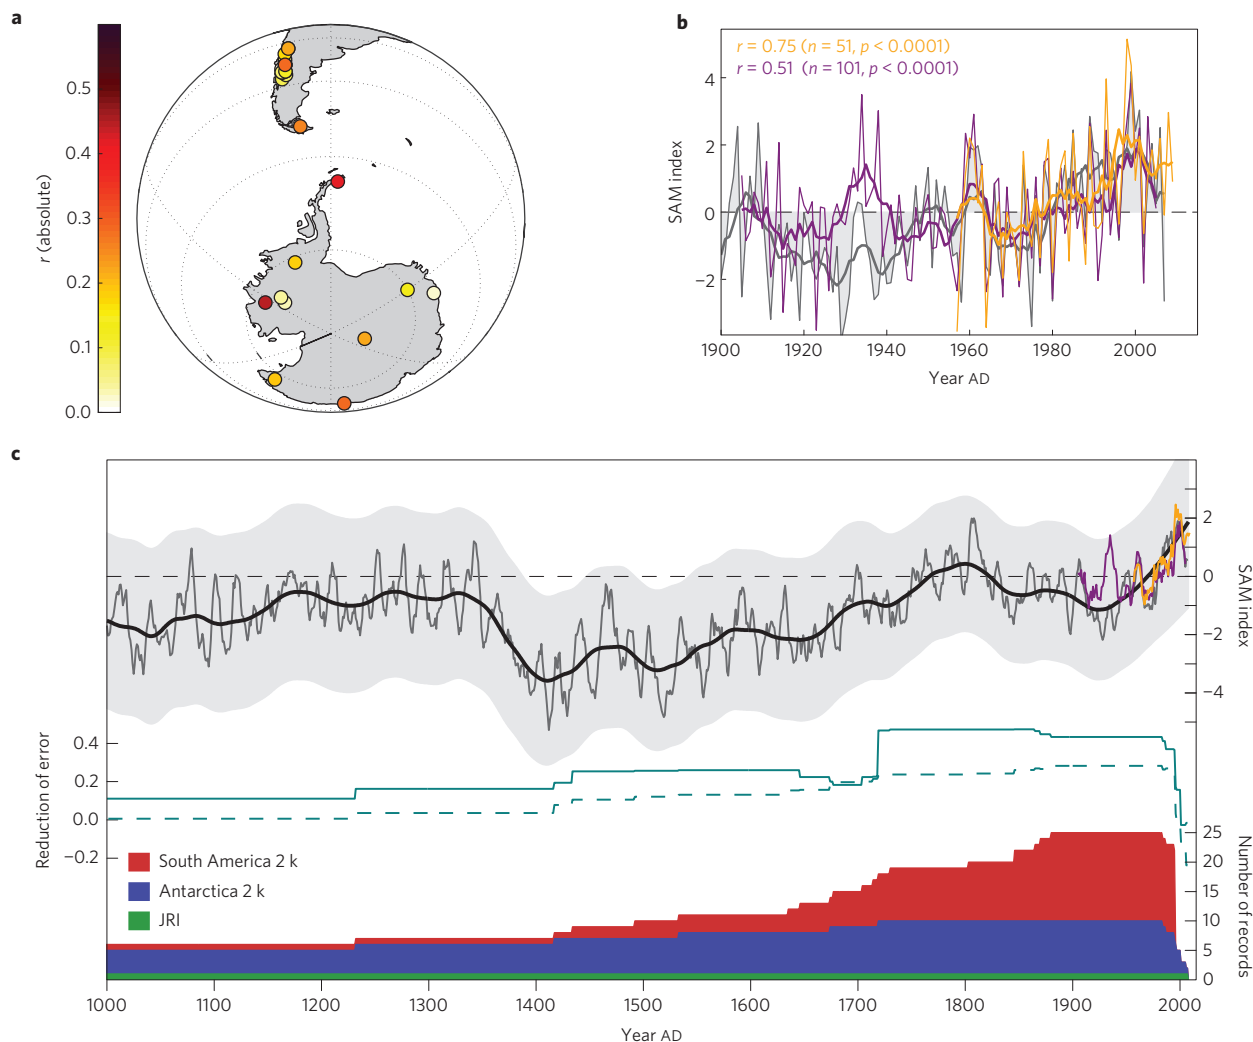 a
r (absolute)
0.5
0.4
0.3
0.2
0.1
0.0
b
r = 0.75 (n = 51, p < 0.0001)
r = 0.51 (n = 101, p < 0.0001)
SAM index
4
2
0
−2
1900 1920 1940 1960 1980 2000
Year AD
c
2
0
−2
−4
SAM index
Reduction of error
0.4
0.2
0.0
−0.2
South America 2 k
Antarctica 2 k
JRI
25
20
15
10
5
0
Number of records
1000 1100 1200 1300 1400 1500 1600 1700 1800 1900 2000
Year AD